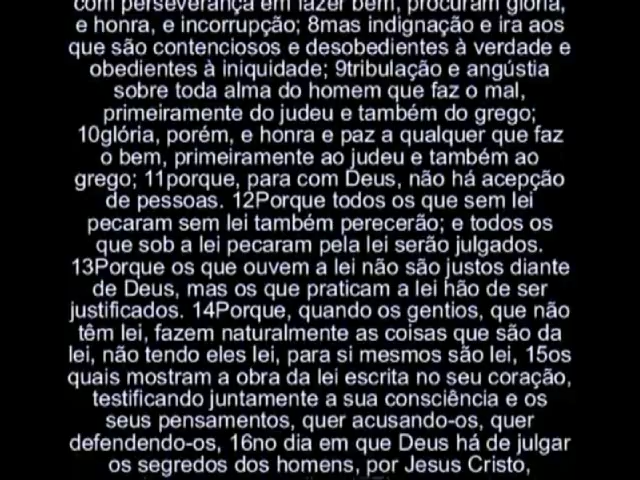 com perseverança em fazer bem, procuram glória,
e honra, e incorrupção; 8mas indignação e ira aos
que são contenciosos e desobedientes à verdade e
obedientes à iniquidade; 9tribulação e angústia
sobre toda alma do homem que faz o mal,
primeiramente do judeu e também do grego;
10glória, porém, e honra e paz a qualquer que faz
o bem, primeiramente ao judeu e também ao
grego; 11porque, para com Deus, não há acepção
de pessoas. 12Porque todos os que sem lei
pecaram sem lei também perecerão; e todos os
que sob a lei pecaram pela lei serão julgados.
13Porque os que ouvem a lei não são justos diante
de Deus, mas os que praticam a lei hão de ser
justificados. 14Porque, quando os gentios, que não
têm lei, fazem naturalmente as coisas que são da
lei, não tendo eles lei, para si mesmos são lei, 15os
quais mostram a obra da lei escrita no seu coração,
testificando juntamente a sua consciência e os
seus pensamentos, quer acusando-os, quer
defendendo-os, 16no dia em que Deus há de julgar
os segredos dos homens, por Jesus Cristo,